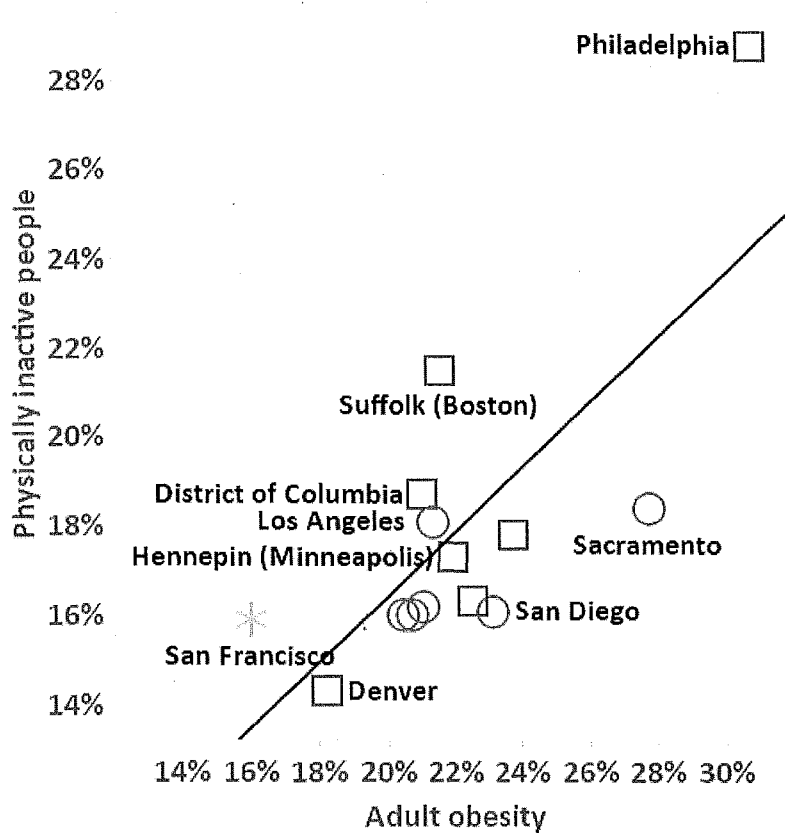 Philadelphia
28%
26%
24%
22%
Suffolk (Boston)
20%
District of Columbia
18%
Los Angeles
Hennepin (Minneapolis)
Sacramento
16%
San Diego
San Francisco
14%
Denver
Physically inactive people
14% 16% 18% 20% 22% 24% 26% 28% 30%
Adult obesity